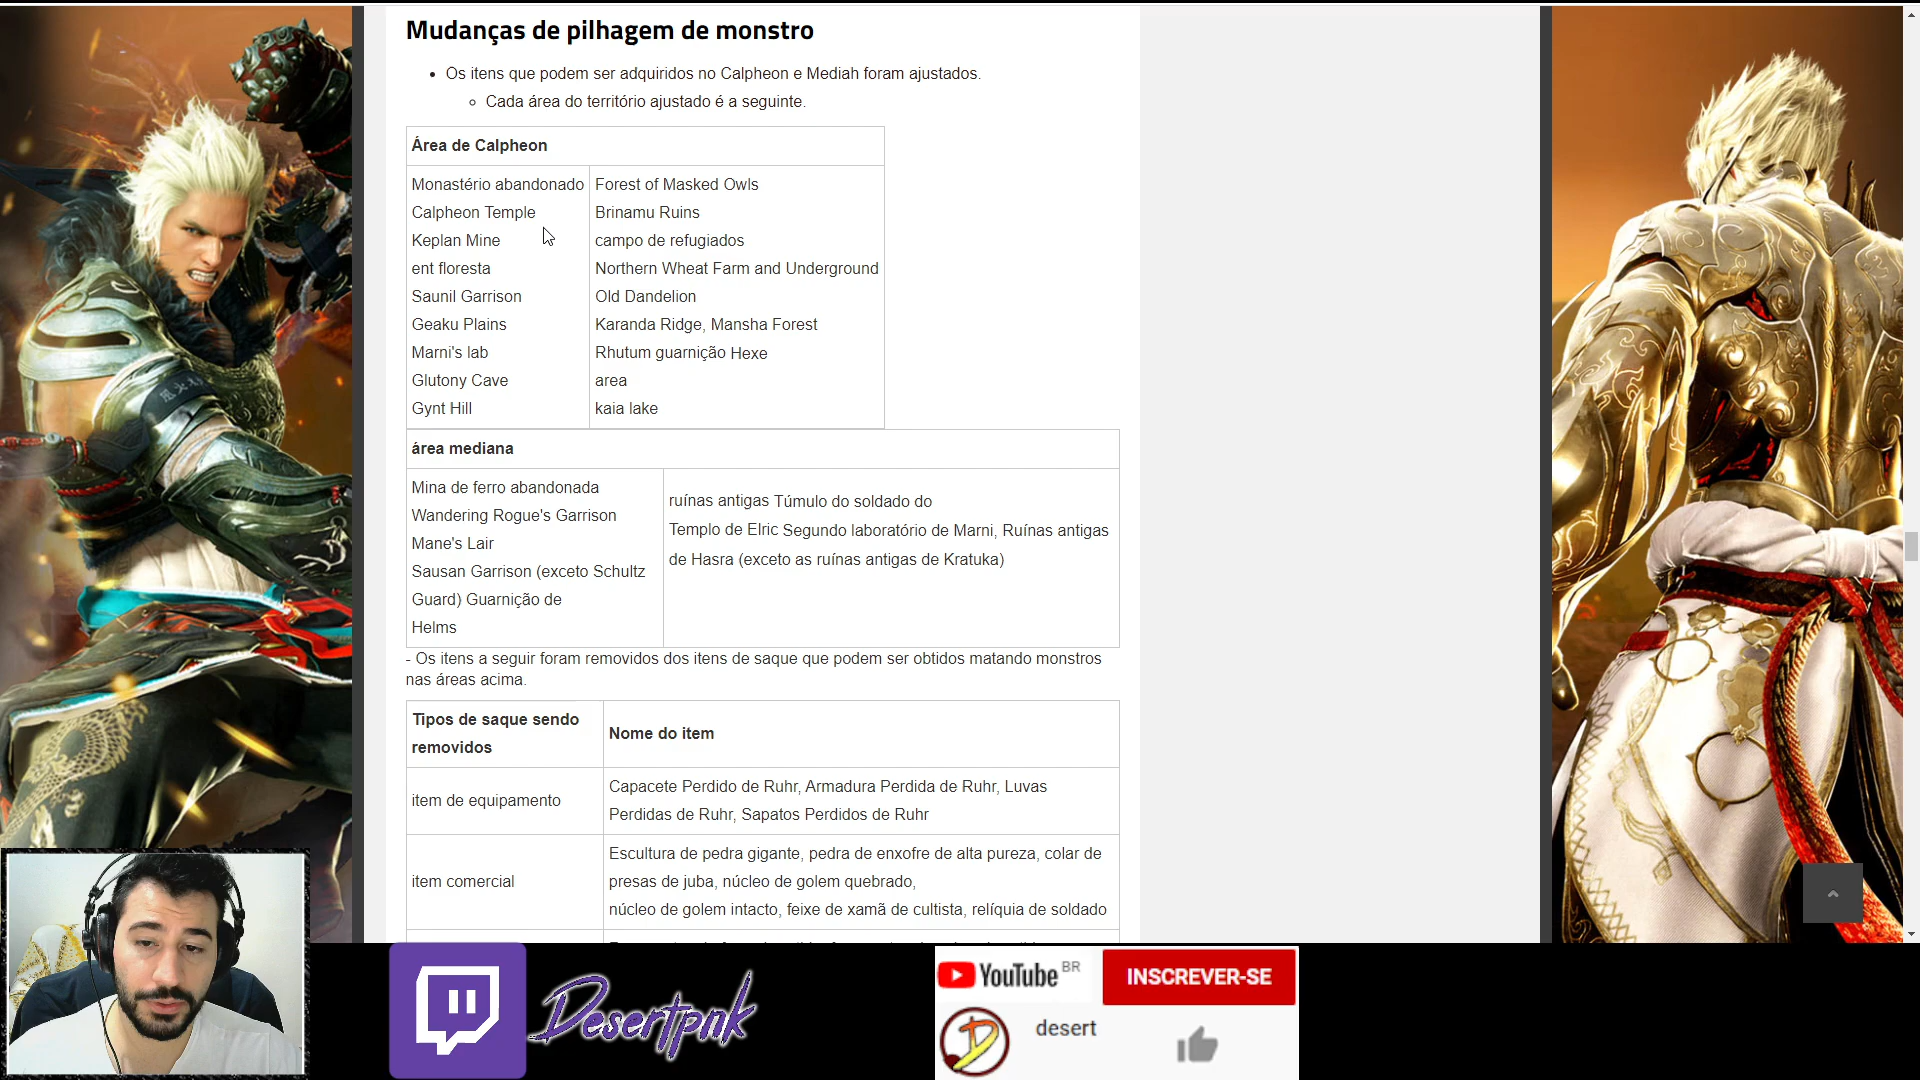 Mudanças de pilhagem de monstro
Os itens que podem ser adquiridos no Calpheon e Mediah foram ajustados.
Cada área do território ajustado é a seguinte.
Área de Calpheon
Monastério abandonado
Calpheon Temple
Keplan Mine
ent floresta
Saunil Garrison
Geaku Plains
Marni's lab
Glutony Cave
Gynt Hill
Forest of Masked Owls
Brinamu Ruins
campo de refugiados
Northern Wheat Farm and Underground
Old Dandelion
Karanda Ridge, Mansha Forest
Rhutum guarnição Hexe
area
kaia lake
área mediana
Mina de ferro abandonada
Wandering Rogue's Garrison
Mane's Lair
Sausan Garrison (exceto Schultz
Guard) Guarnição de
Helms
ruínas antigas Túmulo do soldado do
Templo de Elric Segundo laboratório de Marni, Ruínas antigas
de Hasra (exceto as ruínas antigas de Kratuka)
- Os itens a seguir foram removidos dos itens de saque que podem ser obtidos matando monstros
nas áreas acima.
Tipos de saque sendo
removidos
Nome do item
item de equipamento
Capacete Perdido de Ruhr, Armadura Perdida de Ruhr, Luvas
Perdidas de Ruhr, Sapatos Perdidos de Ruhr
item comercial
Escultura de pedra gigante, pedra de enxofre de alta pureza, colar de
presas de juba, núcleo de golem quebrado,
núcleo de golem intacto, feixe de xamã de cultista, relíquia de soldado
Desertpnk
YouTube BR
INSCREVER-SE
desert